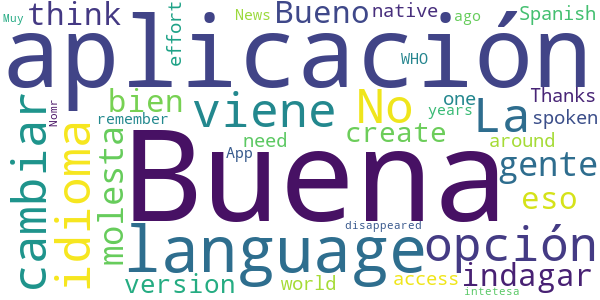 Muy think effort News Bueno native ago Spanish
aplicación WHO
cambiar Nomr idioma bien remember viene No one La Thanks
years spoken
molesta need create around
App Buena gente
eso
disappeared
language opción
version world access indagar
intetesa